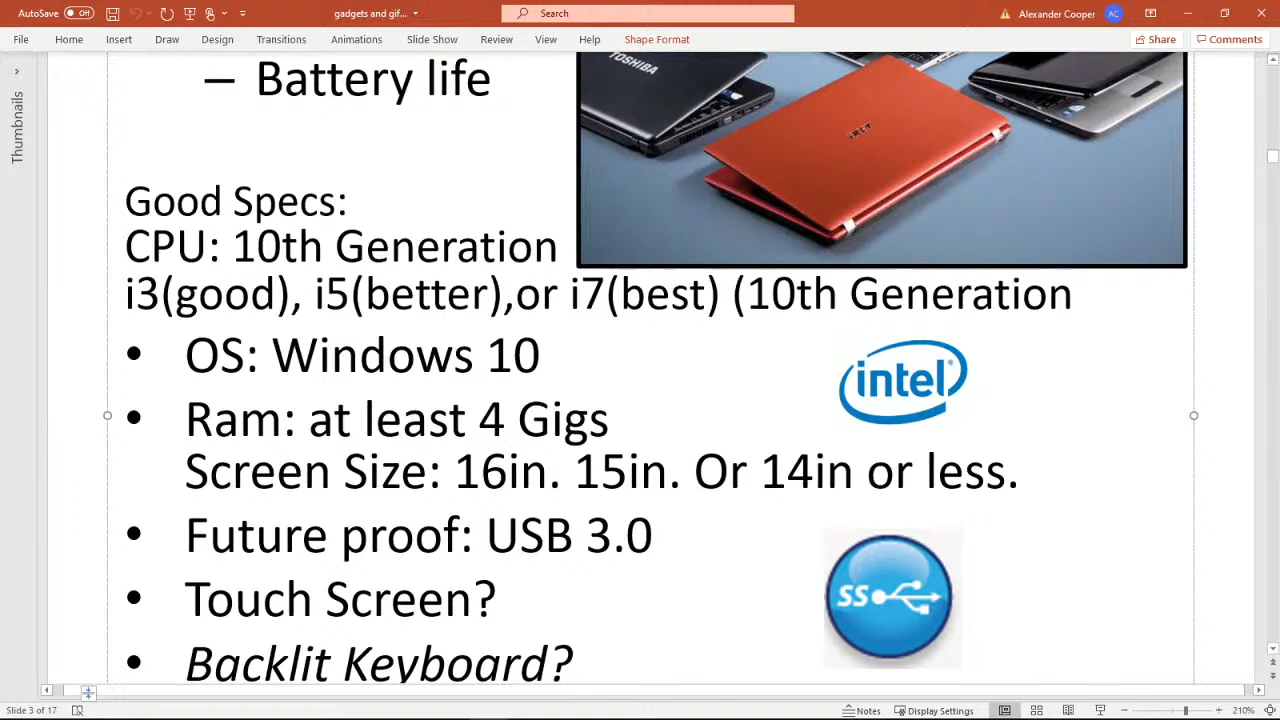 AutoSave Off gadgets and gif... Search Alexander Cooper AC
File Home Insert Draw Design Transitions Animations Slide Show Review View Help Shape Format Share Comments
Thumbnails
– Battery life
TOSHIBA
acer
Good Specs:
CPU: 10th Generation
i3(good), i5(better),or i7(best) (10th Generation
• OS: Windows 10
intel®
• Ram: at least 4 Gigs
Screen Size: 16in. 15in. Or 14in or less.
• Future proof: USB 3.0
SS
• Touch Screen?
• Backlit Keyboard?
Slide 3 of 17 Notes Display Settings 210%